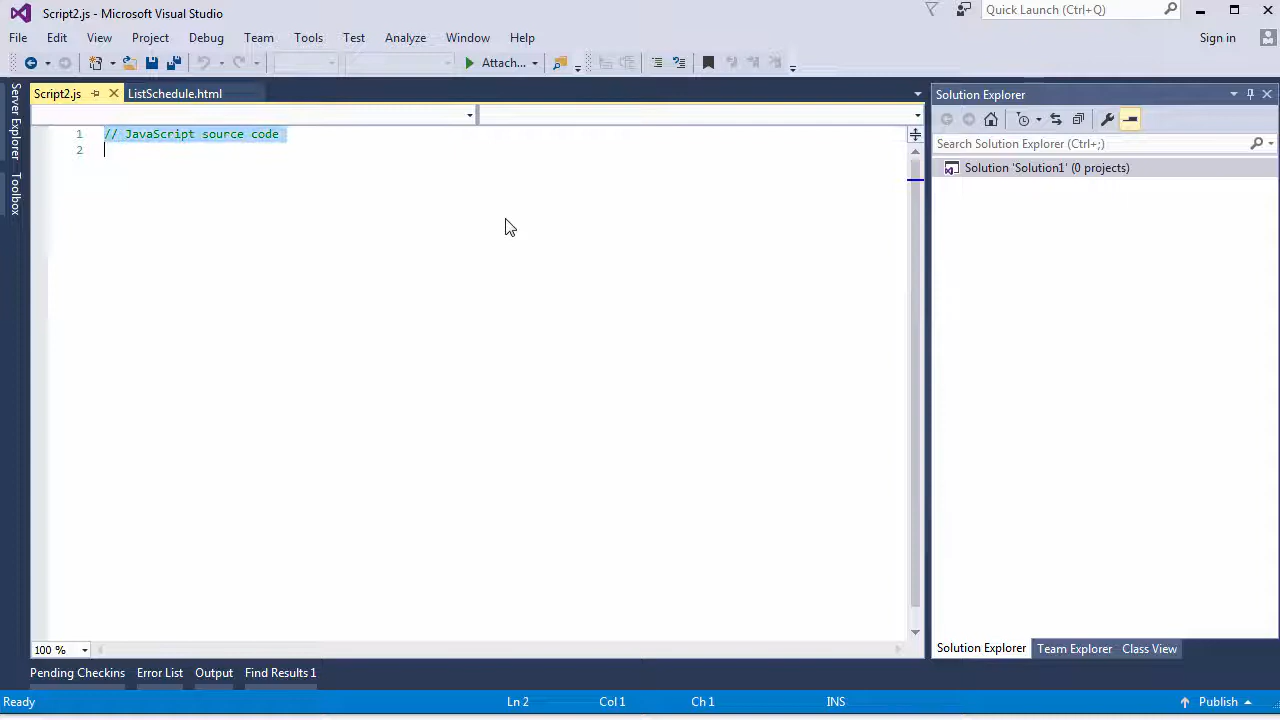 Script2.js - Microsoft Visual Studio
Quick Launch (Ctrl+Q)
File Edit View Project Debug Team Tools Test Analyze Window Help
Sign in
Attach...
Script2.js
ListSchedule.html
Server Explorer
Toolbox
1 // JavaScript source code
2
Solution Explorer
Search Solution Explorer (Ctrl+;)
Solution 'Solution1' (0 projects)
100 %
Solution Explorer Team Explorer Class View
Pending Checkins Error List Output Find Results 1
Ready Ln 2 Col 1 Ch 1 INS Publish